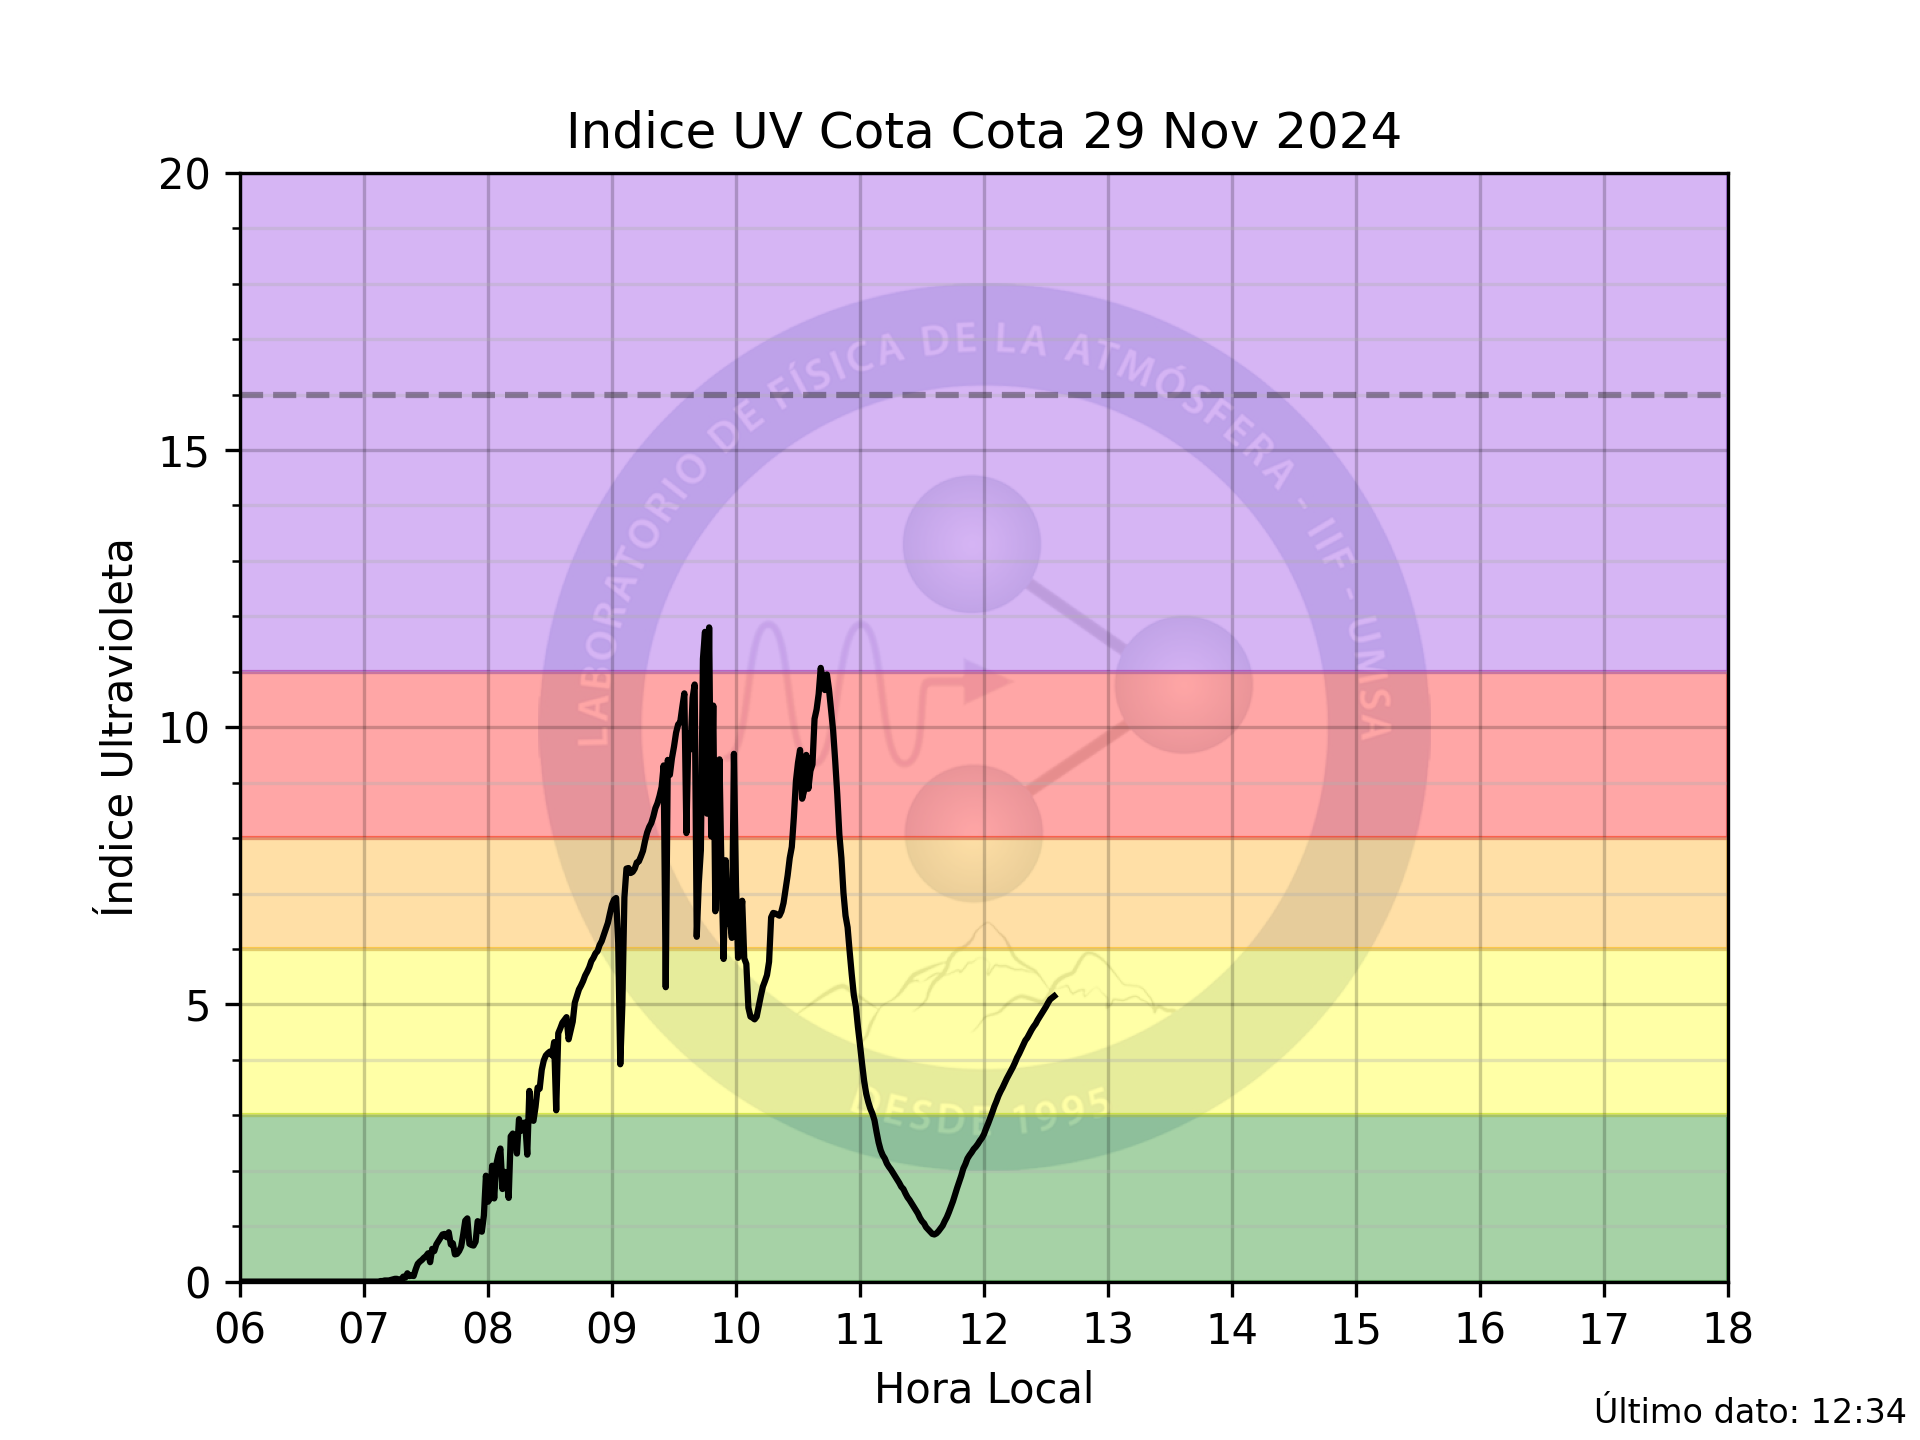 Indice UV Cota Cota 29 Nov 2024
20
15
10
5
0
Índice Ultravioleta
LABORATORIO DE FÍSICA DE LA ATMÓSFERA - IIF - UMSA
DESDE 1995
06 07 08 09 10 11 12 13 14 15 16 17 18
Hora Local
Último dato: 12:34